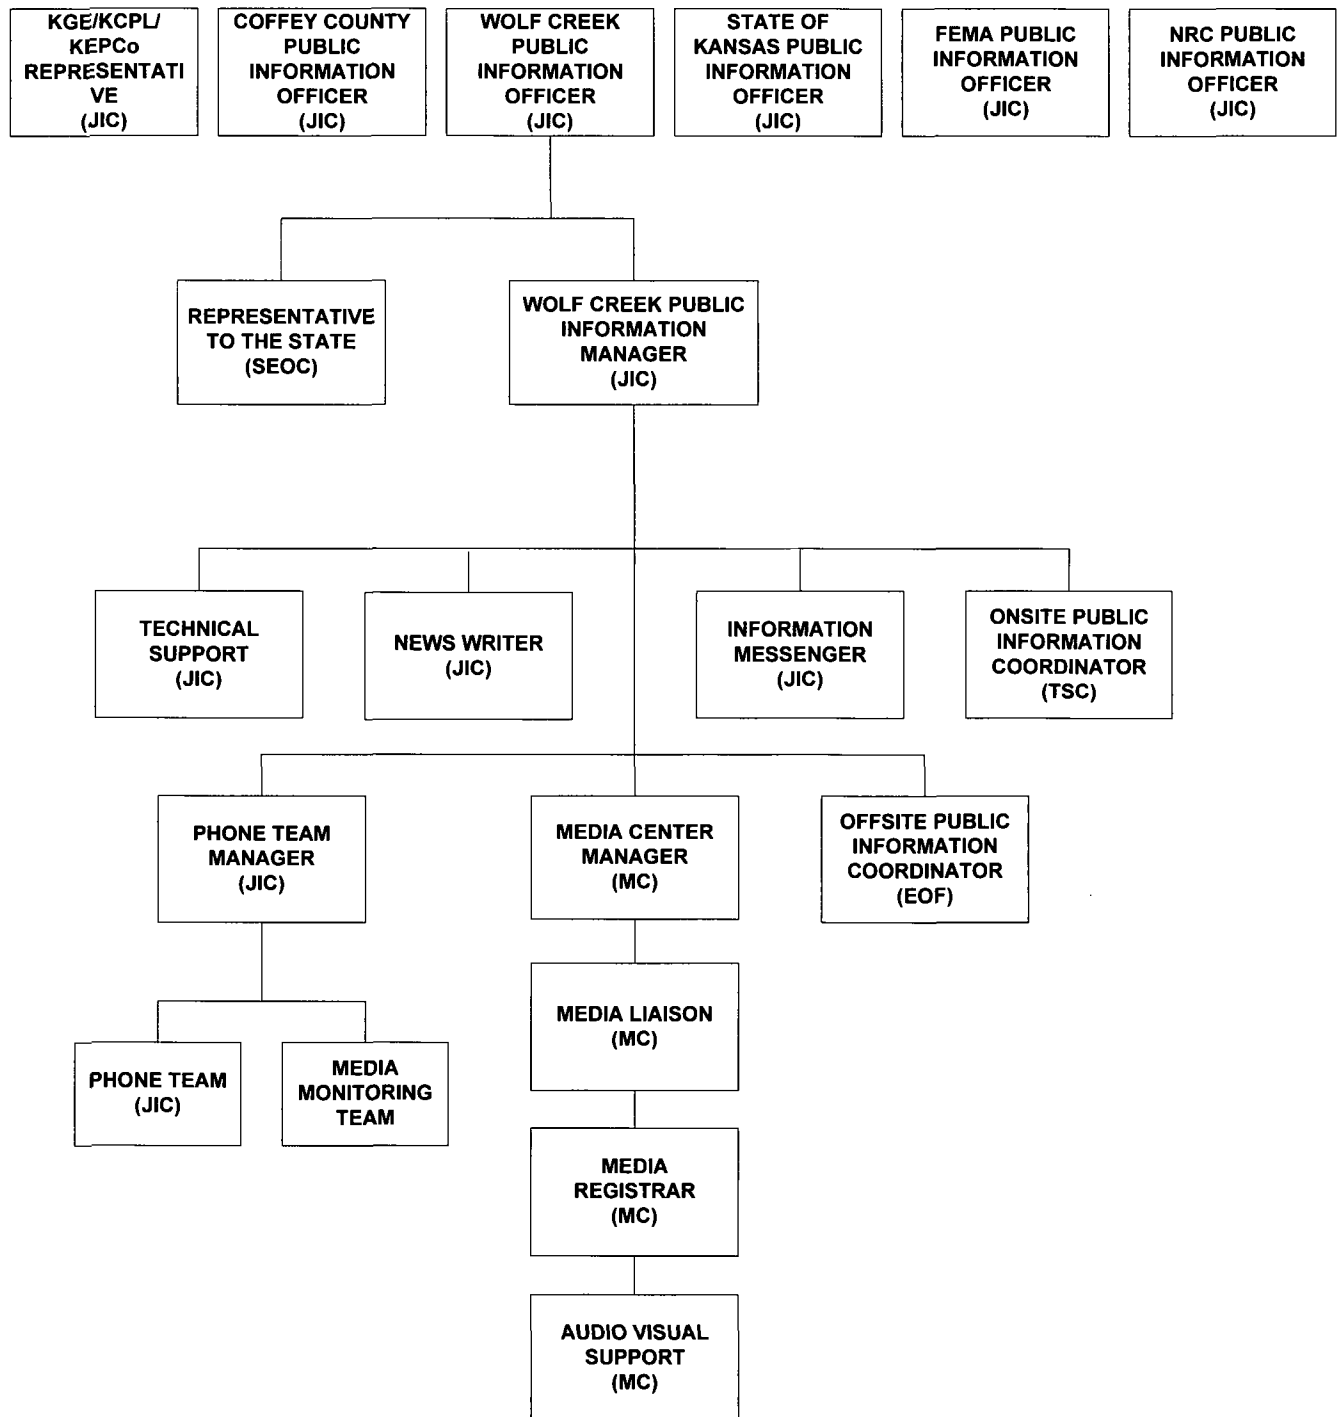 KGE/KCPL/
KEPCo
REPRESENTATI
VE
(JIC)
COFFEY COUNTY
PUBLIC
INFORMATION
OFFICER
(JIC)
WOLF CREEK
PUBLIC
INFORMATION
OFFICER
(JIC)
STATE OF
KANSAS PUBLIC
INFORMATION
OFFICER
(JIC)
FEMA PUBLIC
INFORMATION
OFFICER
(JIC)
NRC PUBLIC
INFORMATION
OFFICER
(JIC)
REPRESENTATIVE
TO THE STATE
(SEOC)
WOLF CREEK PUBLIC
INFORMATION
MANAGER
(JIC)
TECHNICAL
SUPPORT
(JIC)
NEWS WRITER
(JIC)
INFORMATION
MESSENGER
(JIC)
ONSITE PUBLIC
INFORMATION
COORDINATOR
(TSC)
PHONE TEAM
MANAGER
(JIC)
MEDIA CENTER
MANAGER
(MC)
OFFSITE PUBLIC
INFORMATION
COORDINATOR
(EOF)
PHONE TEAM
(JIC)
MEDIA
MONITORING
TEAM
MEDIA LIAISON
(MC)
MEDIA
REGISTRAR
(MC)
AUDIO VISUAL
SUPPORT
(MC)